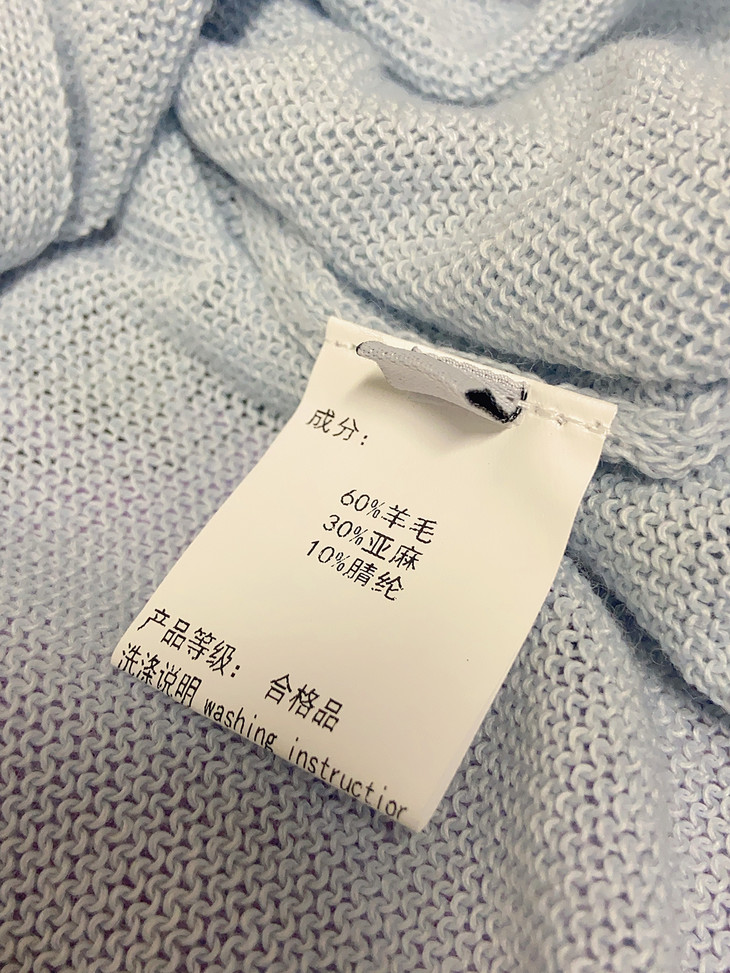 成分：
60%羊毛
30%亚麻
10%腈纶
产品等级： 合格品
洗涤说明 washing instruction